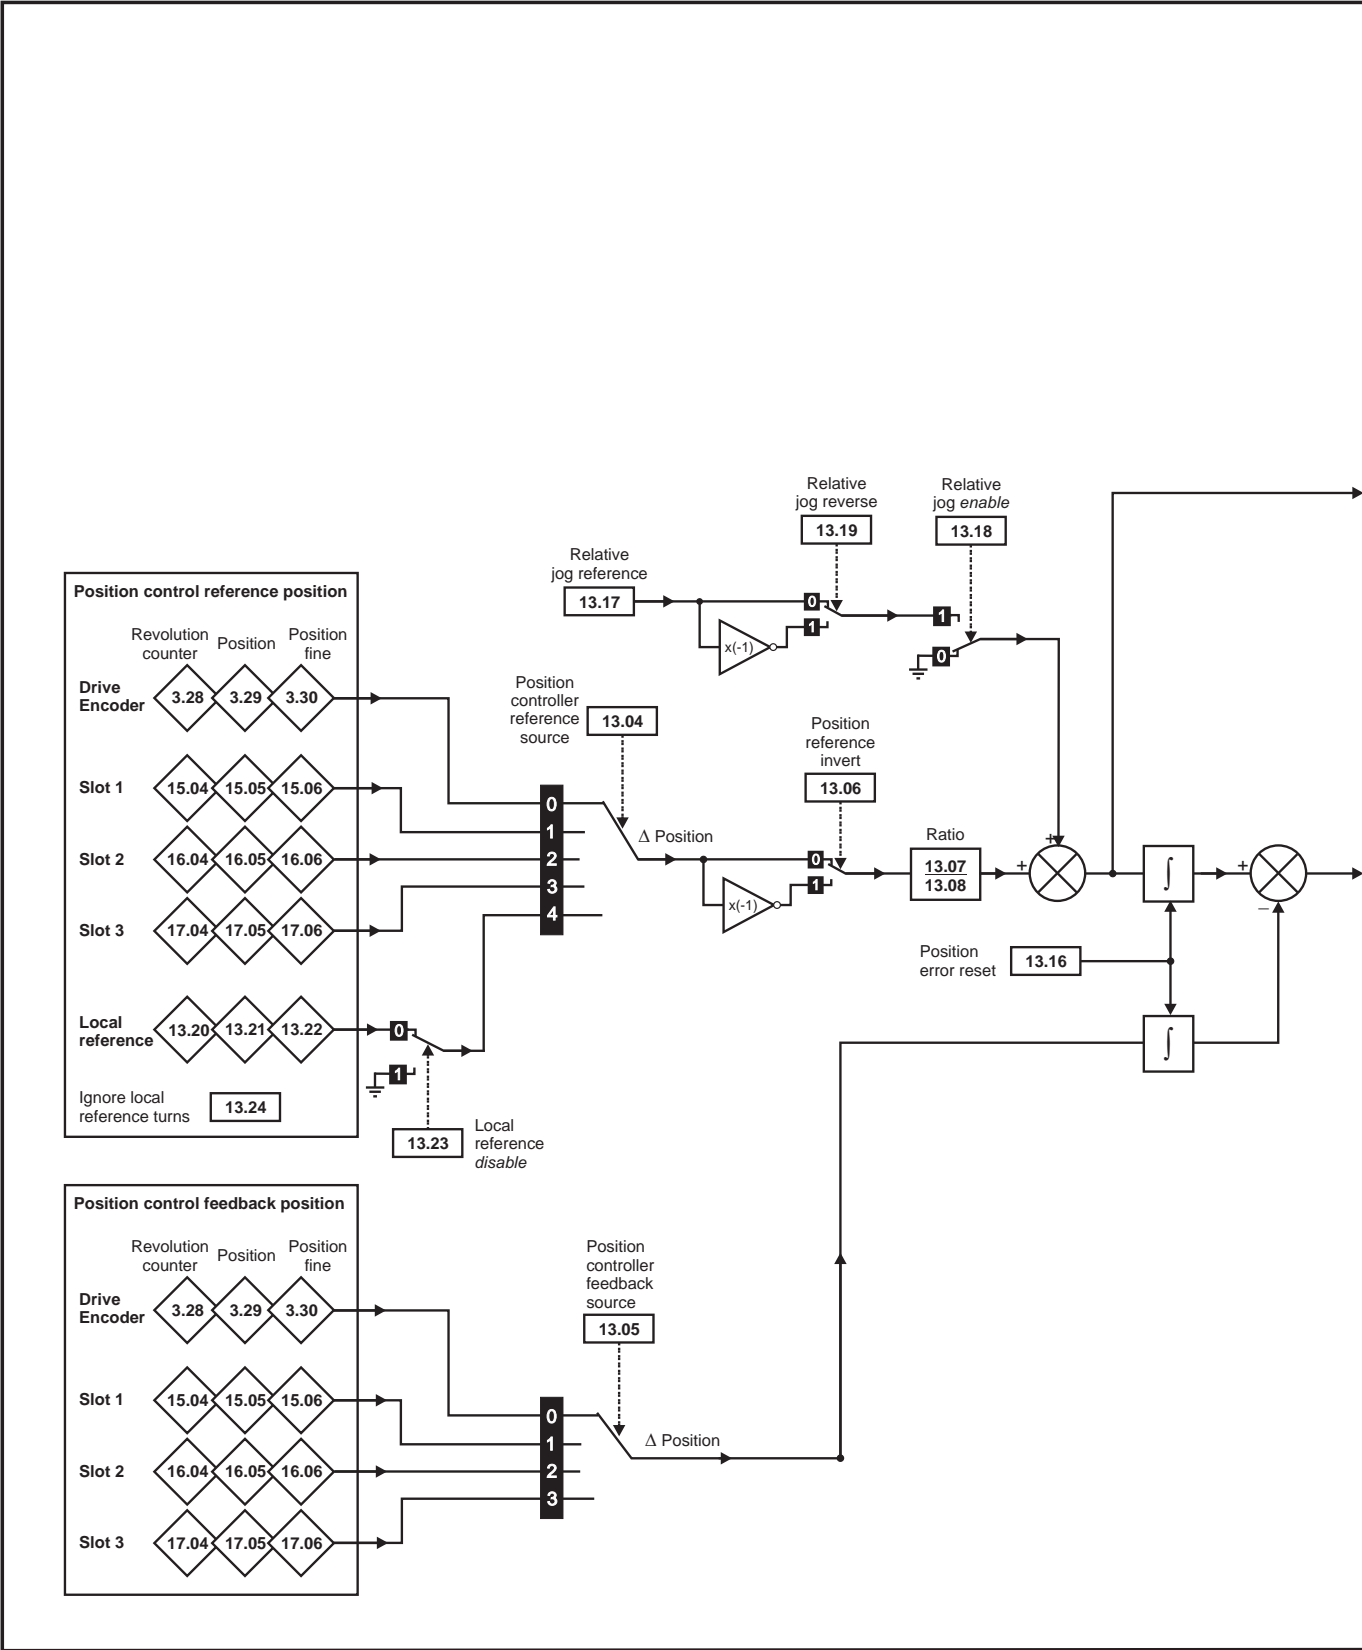 Relative
jog reverse
13.19
Relative
jog enable
13.18
Relative
jog reference
13.17
0
1
x(-1)
1
0
Position control reference position
Revolution
counter
Position
Position
fine
Drive
Encoder
3.28
3.29
3.30
Slot 1
15.04
15.05
15.06
Slot 2
16.04
16.05
16.06
Slot 3
17.04
17.05
17.06
Local
reference
13.20
13.21
13.22
Ignore local
reference turns
13.24
0
1
13.23
Local
reference
disable
Position
controller
reference
source
13.04
0
1
2
3
4
Δ Position
x(-1)
Position
reference
invert
13.06
0
1
Ratio
13.07
13.08
+
+
∫
+
−
Position
error reset
13.16
∫
Position control feedback position
Revolution
counter
Position
Position
fine
Drive
Encoder
3.28
3.29
3.30
Slot 1
15.04
15.05
15.06
Slot 2
16.04
16.05
16.06
Slot 3
17.04
17.05
17.06
Position
controller
feedback
source
13.05
0
1
2
3
Δ Position